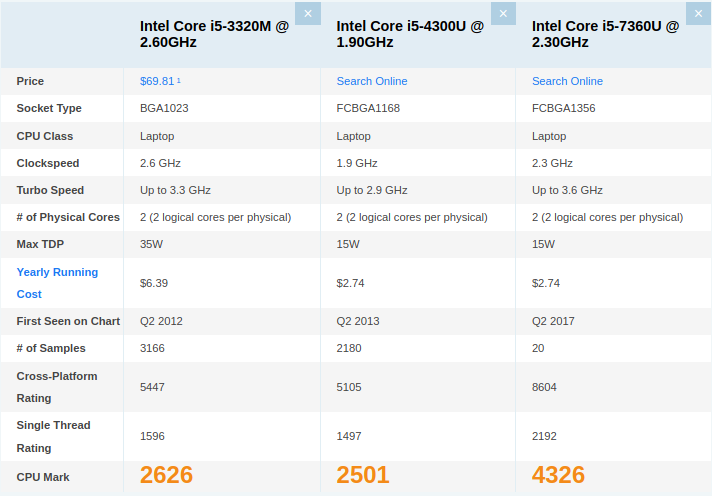 × × ×
Intel Core i5-3320M @ Intel Core i5-4300U @ Intel Core i5-7360U @
2.60GHz 1.90GHz 2.30GHz
Price $69.81 ¹ Search Online Search Online
Socket Type BGA1023 FCBGA1168 FCBGA1356
CPU Class Laptop Laptop Laptop
Clockspeed 2.6 GHz 1.9 GHz 2.3 GHz
Turbo Speed Up to 3.3 GHz Up to 2.9 GHz Up to 3.6 GHz
# of Physical Cores 2 (2 logical cores per physical) 2 (2 logical cores per physical) 2 (2 logical cores per physical)
Max TDP 35W 15W 15W
Yearly Running
Cost $6.39 $2.74 $2.74
First Seen on Chart Q2 2012 Q2 2013 Q2 2017
# of Samples 3166 2180 20
Cross-Platform
Rating 5447 5105 8604
Single Thread
Rating 1596 1497 2192
CPU Mark 2626 2501 4326